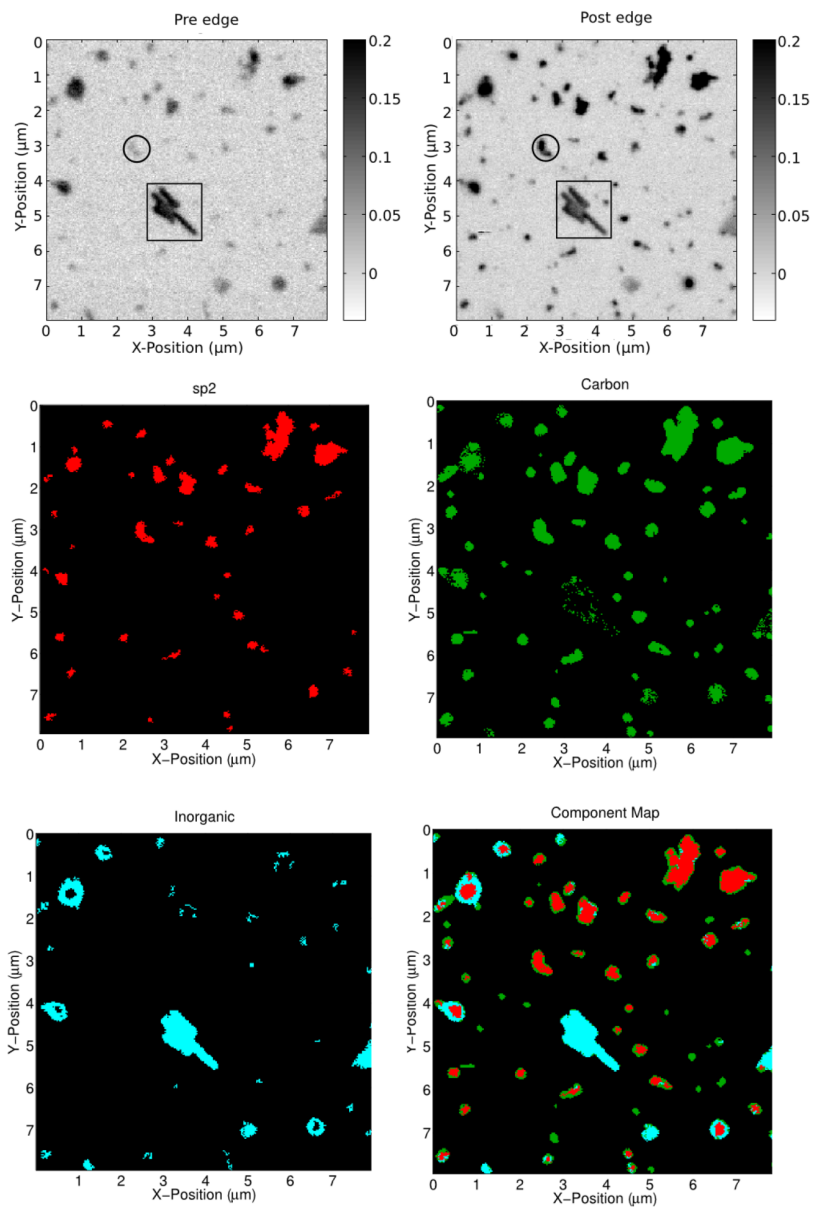 Pre edge
Post edge
0
1
2
3
4
5
6
7
Y-Position (μm)
0 1 2 3 4 5 6 7
X-Position (μm)
0.2
0.15
0.1
0.05
0
0
1
2
3
4
5
6
7
Y-Position (μm)
0 1 2 3 4 5 6 7
X-Position (μm)
0.2
0.15
0.1
0.05
0
sp2
Carbon
0
1
2
3
4
5
6
7
Y−Position (μm)
0 1 2 3 4 5 6 7
X−Position (μm)
0
1
2
3
4
5
6
7
Y−Position (μm)
0 1 2 3 4 5 6 7
X−Position (μm)
Inorganic
Component Map
0
1
2
3
4
5
6
7
Y−Position (μm)
1 2 3 4 5 6 7
X−Position (μm)
0
1
2
3
4
5
6
7
Y−Position (μm)
0 1 2 3 4 5 6 7
X−Position (μm)